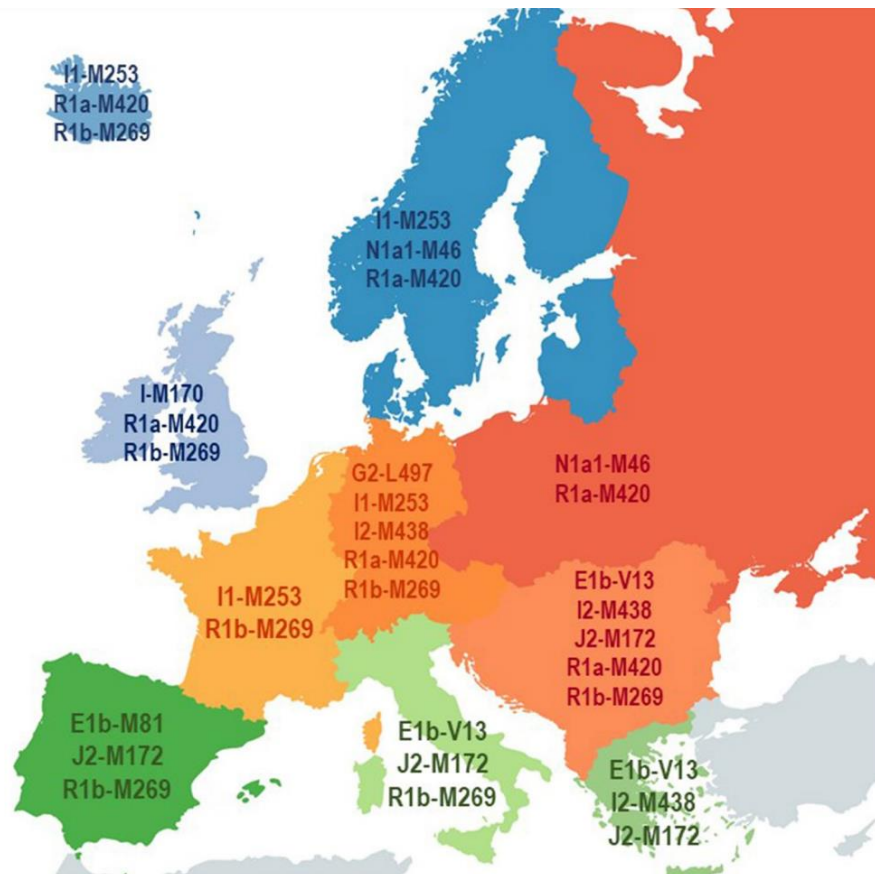 I1-M253
R1a-M420
R1b-M269
I1-M253
N1a1-M46
R1a-M420
I-M170
R1a-M420
R1b-M269
G2-L497
I1-M253
I2-M438
R1a-M420
R1b-M269
N1a1-M46
R1a-M420
I1-M253
R1b-M269
E1b-V13
I2-M438
J2-M172
R1a-M420
R1b-M269
E1b-M81
J2-M172
R1b-M269
E1b-V13
J2-M172
R1b-M269
E1b-V13
I2-M438
J2-M172